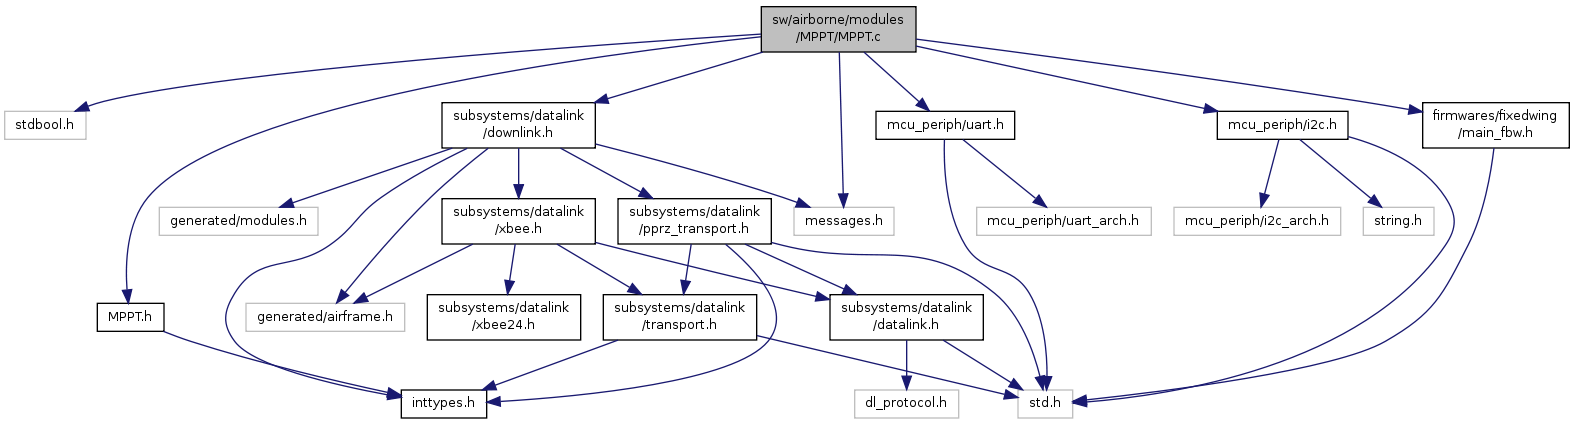 sw/airborne/modules
/MPPT/MPPT.c
stdbool.h
subsystems/datalink
/downlink.h
mcu_periph/uart.h
mcu_periph/i2c.h
firmwares/fixedwing
/main_fbw.h
generated/modules.h
subsystems/datalink
/xbee.h
subsystems/datalink
/pprz_transport.h
messages.h
mcu_periph/uart_arch.h
mcu_periph/i2c_arch.h
string.h
MPPT.h
generated/airframe.h
subsystems/datalink
/xbee24.h
subsystems/datalink
/transport.h
subsystems/datalink
/datalink.h
inttypes.h
dl_protocol.h
std.h